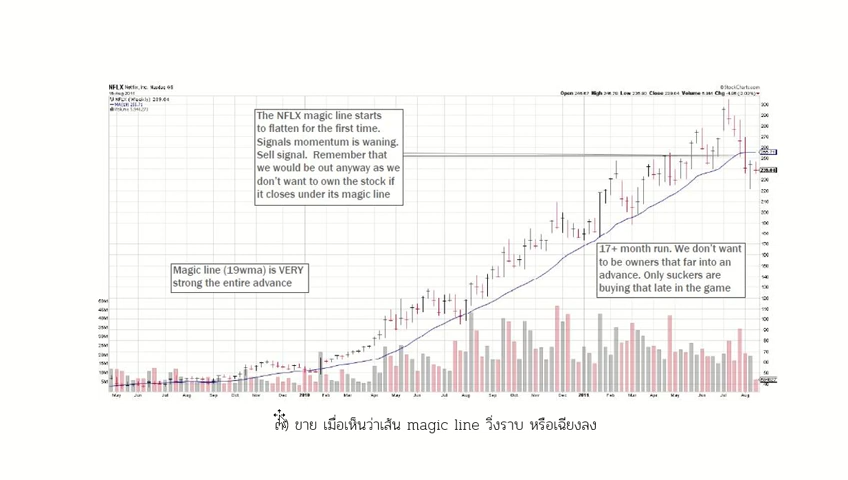 NFLX Netflix, Inc. Nasdaq GS
©StockCharts.com
NFLX (Weekly) 239.04
The NFLX magic line starts
to flatten for the first time.
Signals momentum is waning.
Sell signal. Remember that
we would be out anyway as we
don't want to own the stock if
it closes under its magic line
17+ month run. We don't want
to be owners that far into an
advance. Only suckers are
buying that late in the game
Magic line (19wma) is VERY
strong the entire advance
May Jun Jul Aug Sep Oct Nov Dec 2010 Feb Mar Apr May Jun Jul Aug Sep Oct Nov Dec 2011 Feb Mar Apr May Jun Jul Aug
ขาย เมื่อเห็นว่าเส้น magic line วิ่งราบ หรือเฉียงลง